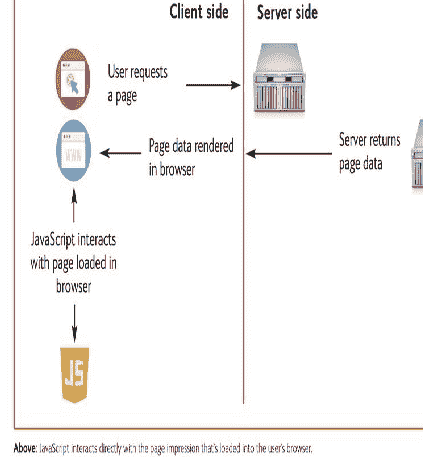 Client side
Server side
User requests
a page
Page data rendered
in browser
Server returns
page data
JavaScript interacts
with page loaded in
browser
JS
Above: JavaScript interacts directly with the page impression that's loaded into the user's browser.